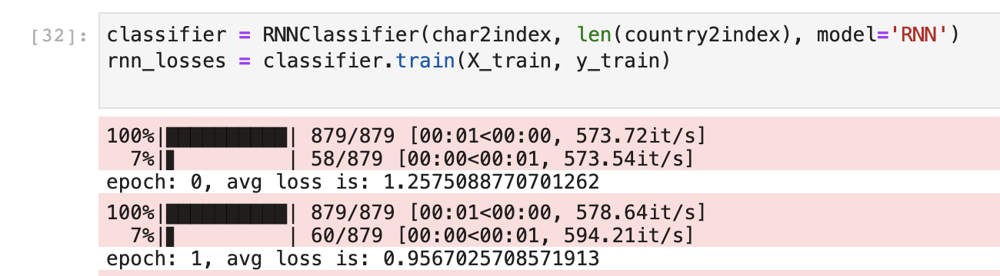 [32]: classifier = RNNClassifier(char2index, len(country2index), model='RNN')
rnn_losses = classifier.train(X_train, y_train)
100%|██████████| 879/879 [00:01<00:00, 573.72it/s]
7%|▋         | 58/879 [00:00<00:01, 573.54it/s]
epoch: 0, avg loss is: 1.2575088770701262
100%|██████████| 879/879 [00:01<00:00, 578.64it/s]
7%|▋         | 60/879 [00:00<00:01, 594.21it/s]
epoch: 1, avg loss is: 0.9567025708571913